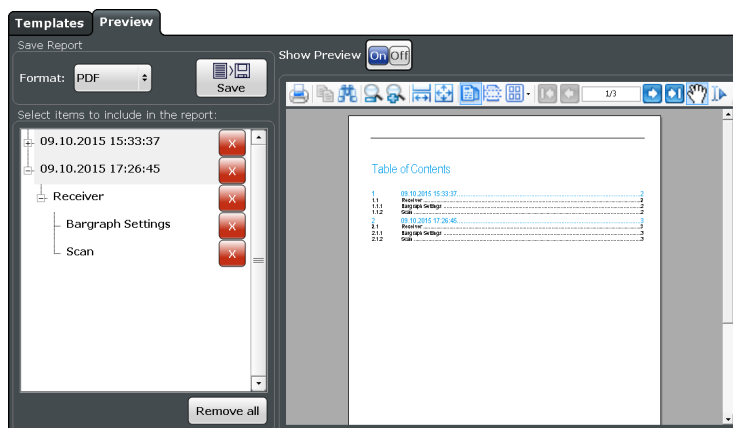 Templates Preview
Save Report
Format: PDF
Save
Select items to include in the report:
09.10.2015 15:33:37 X
09.10.2015 17:26:45 X
Receiver X
Bargraph Settings X
Scan X
Remove all
Show Preview On Off
1/3
Table of Contents
1 09.10.2015 15:33:37 2
1.1 Receiver 2
1.1.1 Bargraph Settings 2
1.1.2 Scan 2
2 09.10.2015 17:26:45 3
2.1 Receiver 3
2.1.1 Bargraph Settings 3
2.1.2 Scan 3